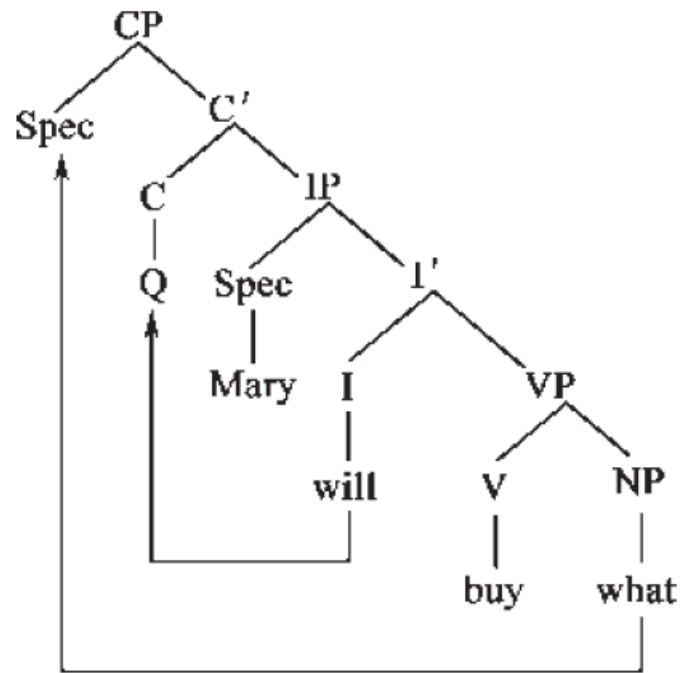 CP
Spec C′
C IP
Q Spec I′
Mary I VP
will V NP
buy what